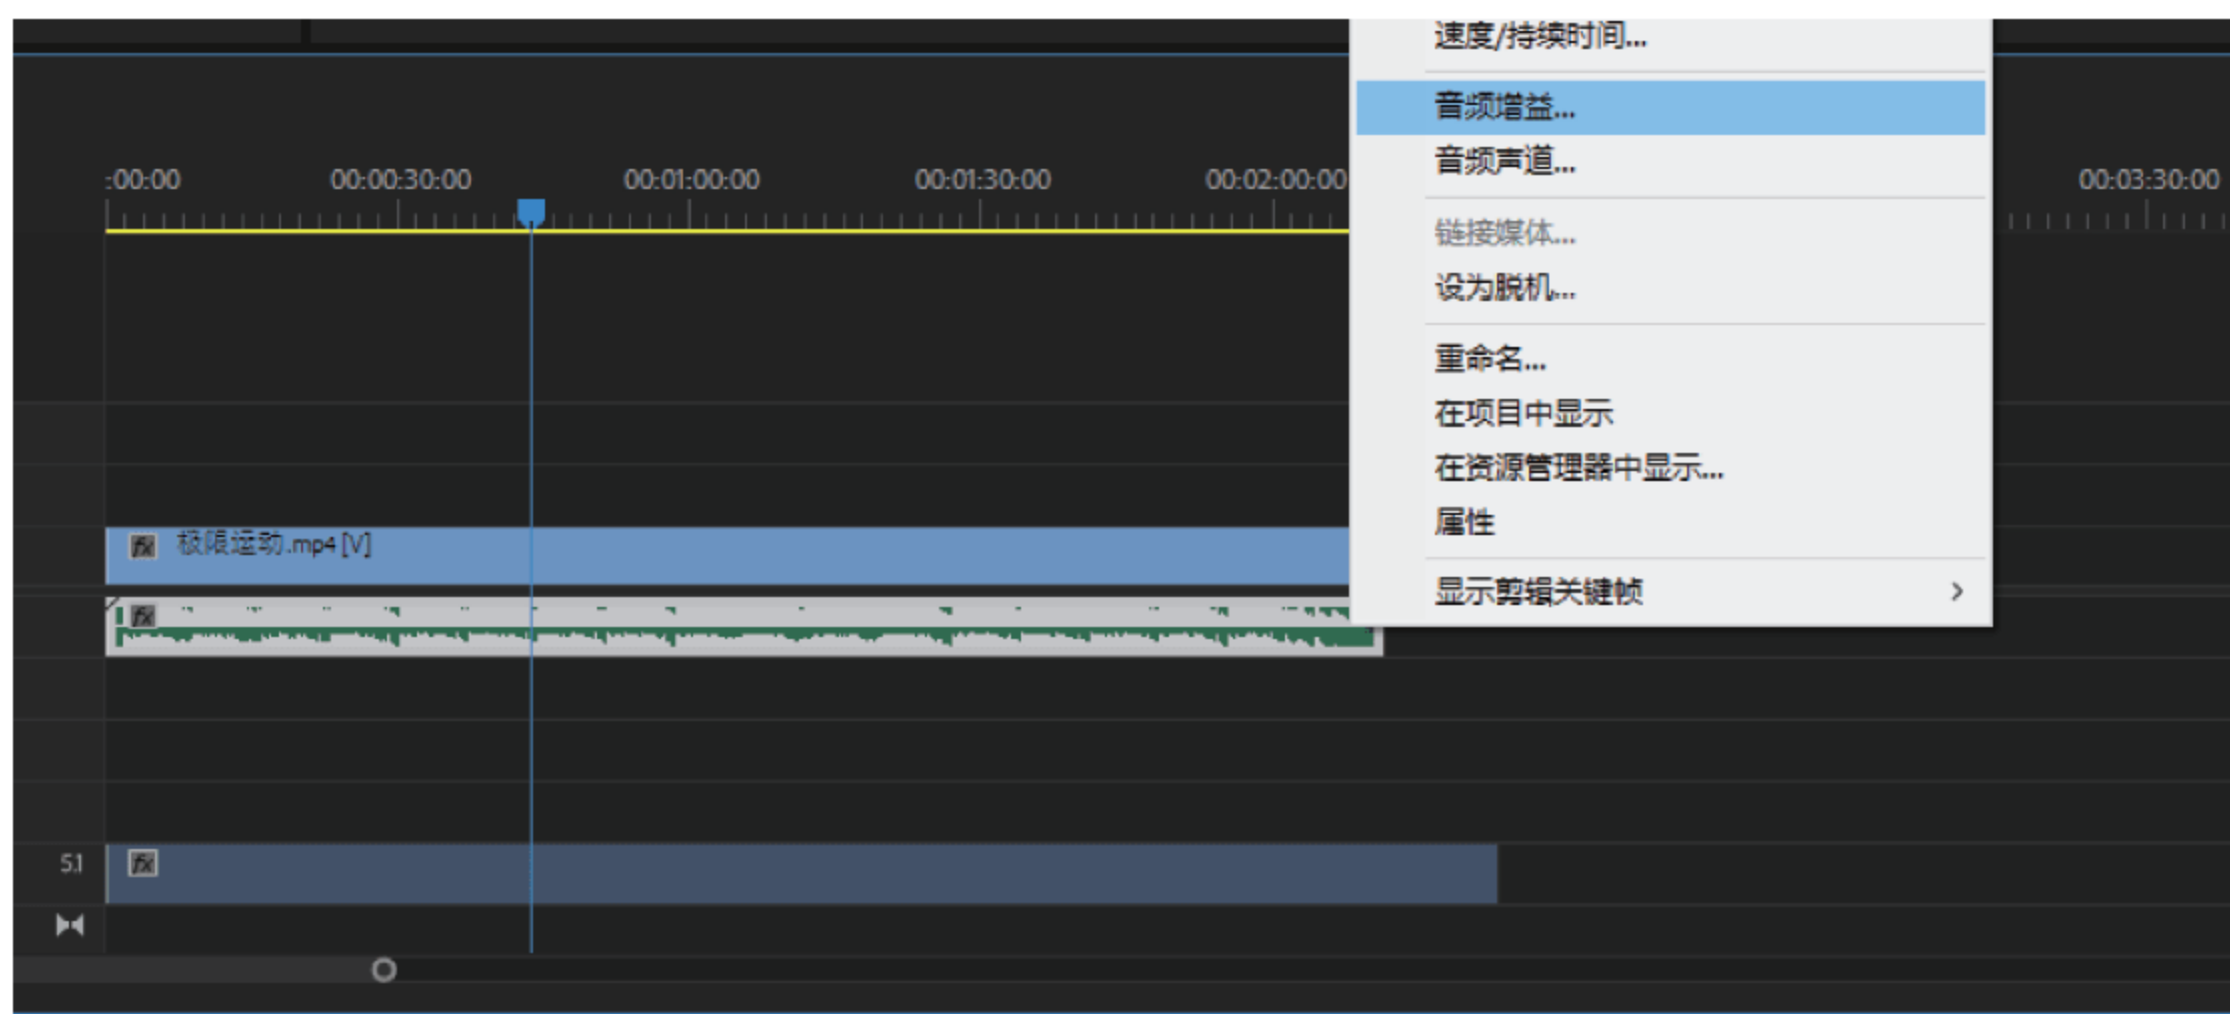 速度/持续时间...
音频增益...
音频声道...
:00:00 00:00:30:00 00:01:00:00 00:01:30:00 00:02:00:00 00:03:30:00
链接媒体...
设为脱机...
重命名...
在项目中显示
在资源管理器中显示...
属性
fx 极限运动.mp4 [V]
显示剪辑关键帧
fx
5.1 fx